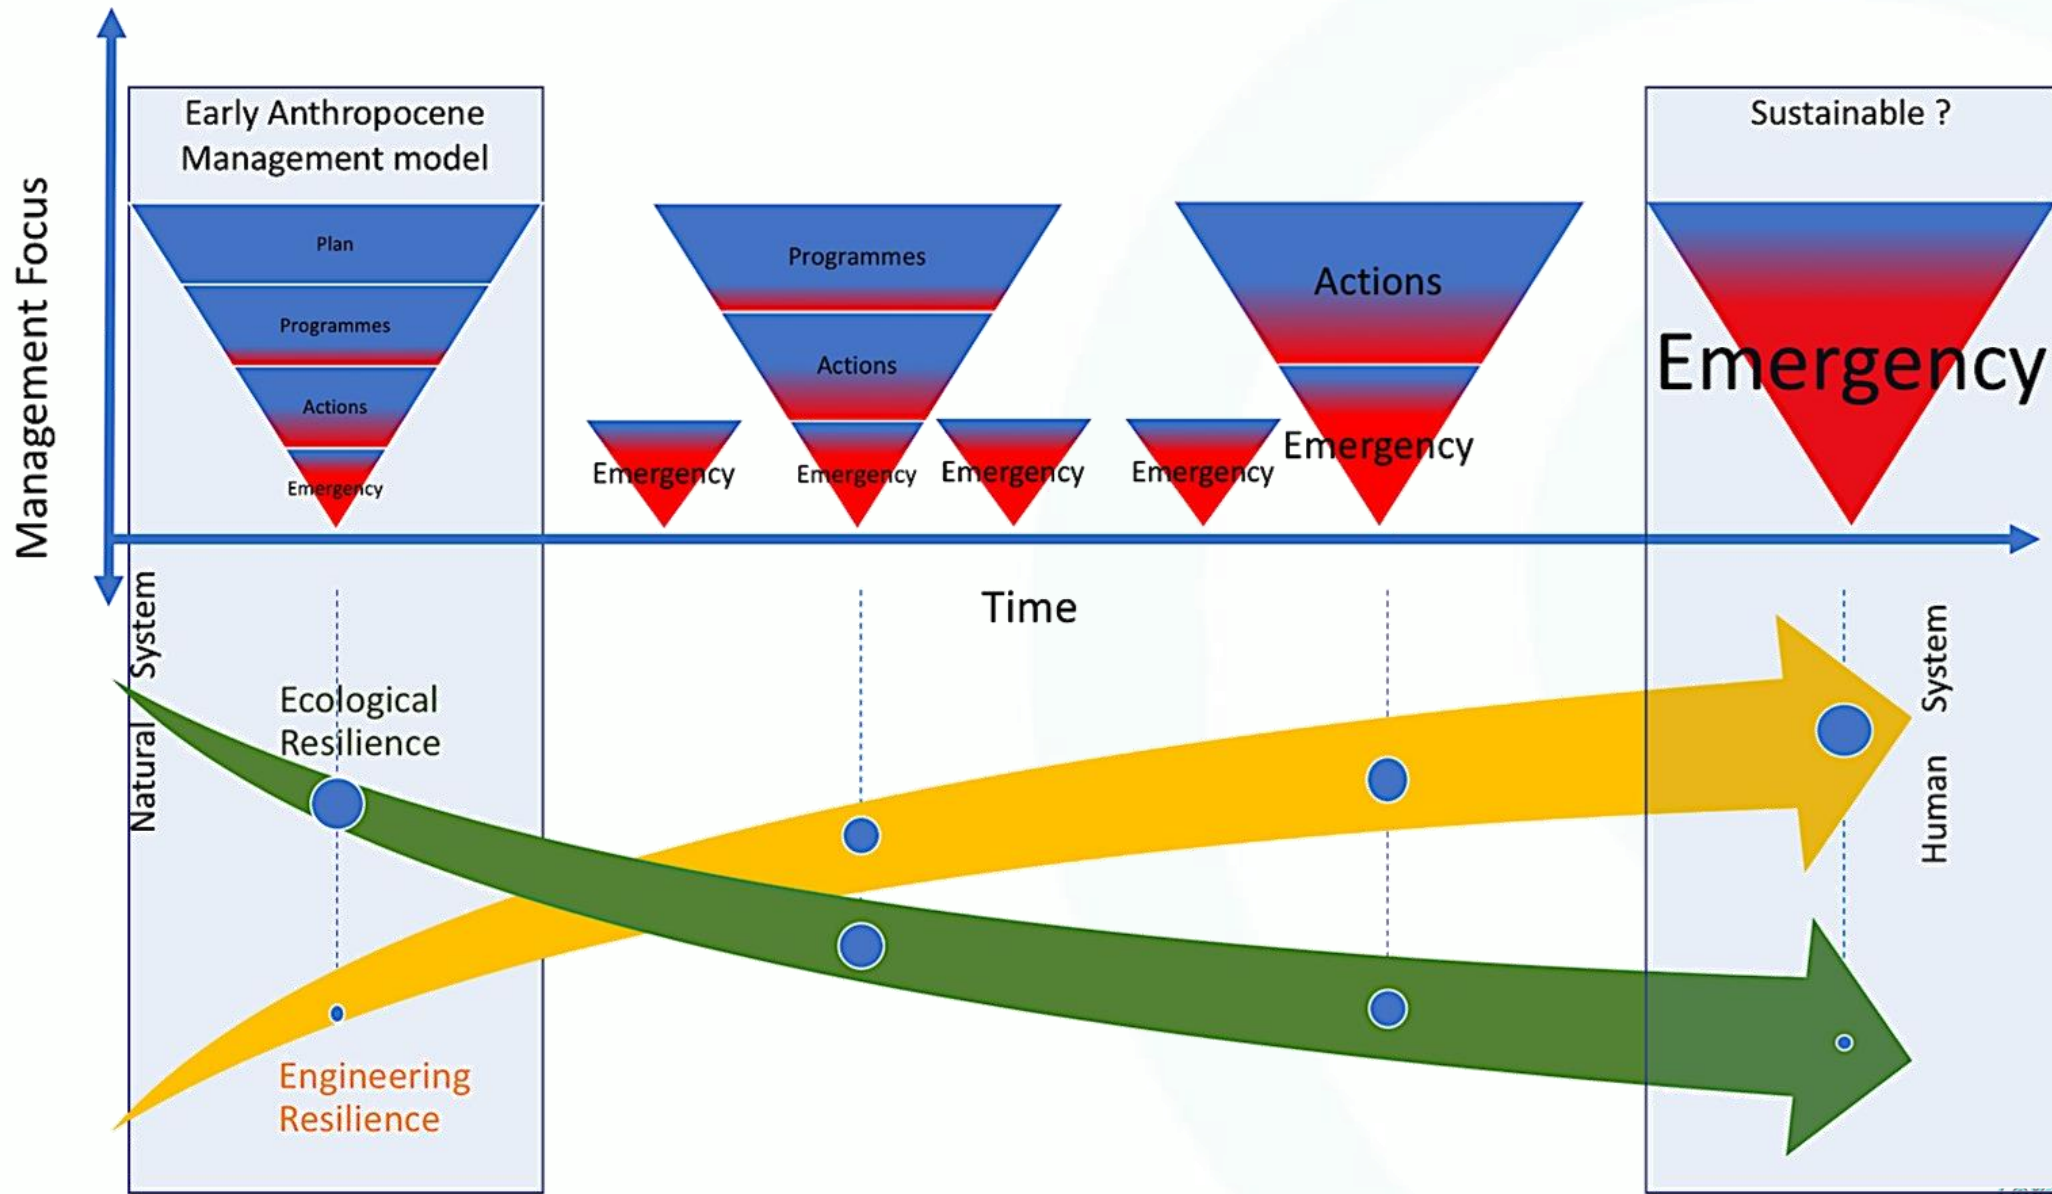 Management Focus
Early Anthropocene
Management model
Plan
Programmes
Actions
Emergency
Emergency
Programmes
Actions
Emergency
Emergency
Emergency
Actions
Emergency
Sustainable ?
Emergency
Time
Natural System
Ecological
Resilience
Engineering
Resilience
Human System